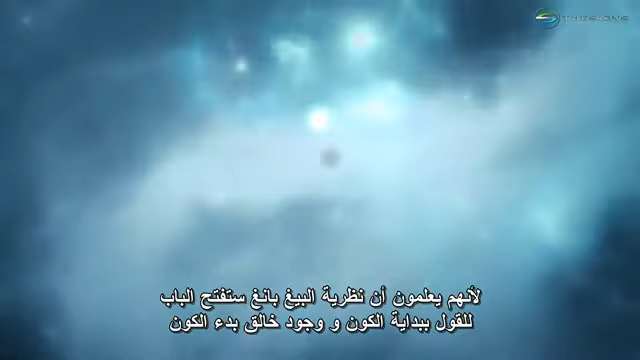 لأنهم يعلمون أن نظرية البيغ بانغ ستفتح الباب
للقول ببداية الكون و وجود خالق بدء الكون